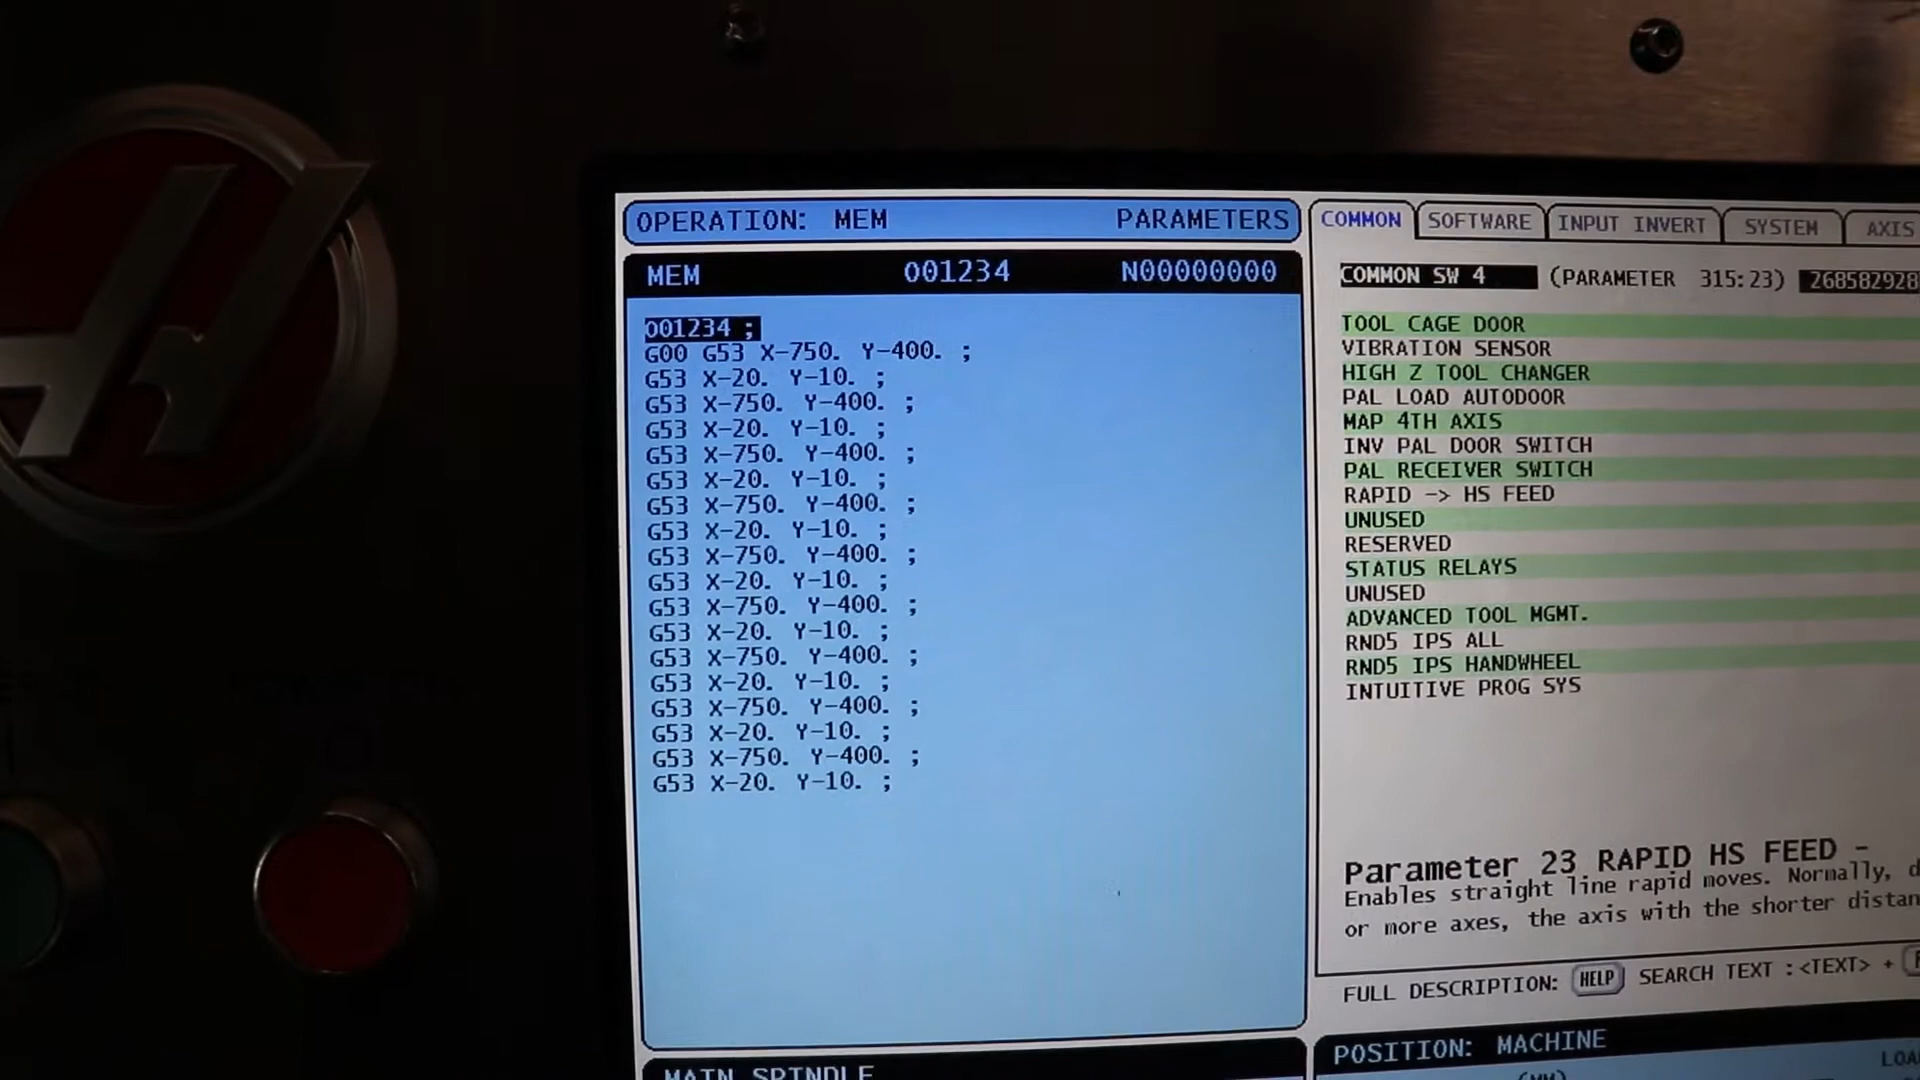 OPERATION: MEM PARAMETERS
MEM O01234 N00000000
O01234 ;
G00 G53 X-750. Y-400. ;
G53 X-20. Y-10. ;
G53 X-750. Y-400. ;
G53 X-20. Y-10. ;
G53 X-750. Y-400. ;
G53 X-20. Y-10. ;
G53 X-750. Y-400. ;
G53 X-20. Y-10. ;
G53 X-750. Y-400. ;
G53 X-20. Y-10. ;
G53 X-750. Y-400. ;
G53 X-20. Y-10. ;
G53 X-750. Y-400. ;
G53 X-20. Y-10. ;
G53 X-750. Y-400. ;
G53 X-20. Y-10. ;
G53 X-750. Y-400. ;
G53 X-20. Y-10. ;
MAIN SPINDLE
COMMON SOFTWARE INPUT INVERT SYSTEM AXIS
COMMON SW 4 (PARAMETER 315:23) 268582928
TOOL CAGE DOOR
VIBRATION SENSOR
HIGH Z TOOL CHANGER
PAL LOAD AUTODOOR
MAP 4TH AXIS
INV PAL DOOR SWITCH
PAL RECEIVER SWITCH
RAPID -> HS FEED
UNUSED
RESERVED
STATUS RELAYS
UNUSED
ADVANCED TOOL MGMT.
RND5 IPS ALL
RND5 IPS HANDWHEEL
INTUITIVE PROG SYS
Parameter 23 RAPID HS FEED -
Enables straight line rapid moves. Normally,
or more axes, the axis with the shorter distan
FULL DESCRIPTION: HELP SEARCH TEXT :<TEXT> +
POSITION: MACHINE
(MM) LOA